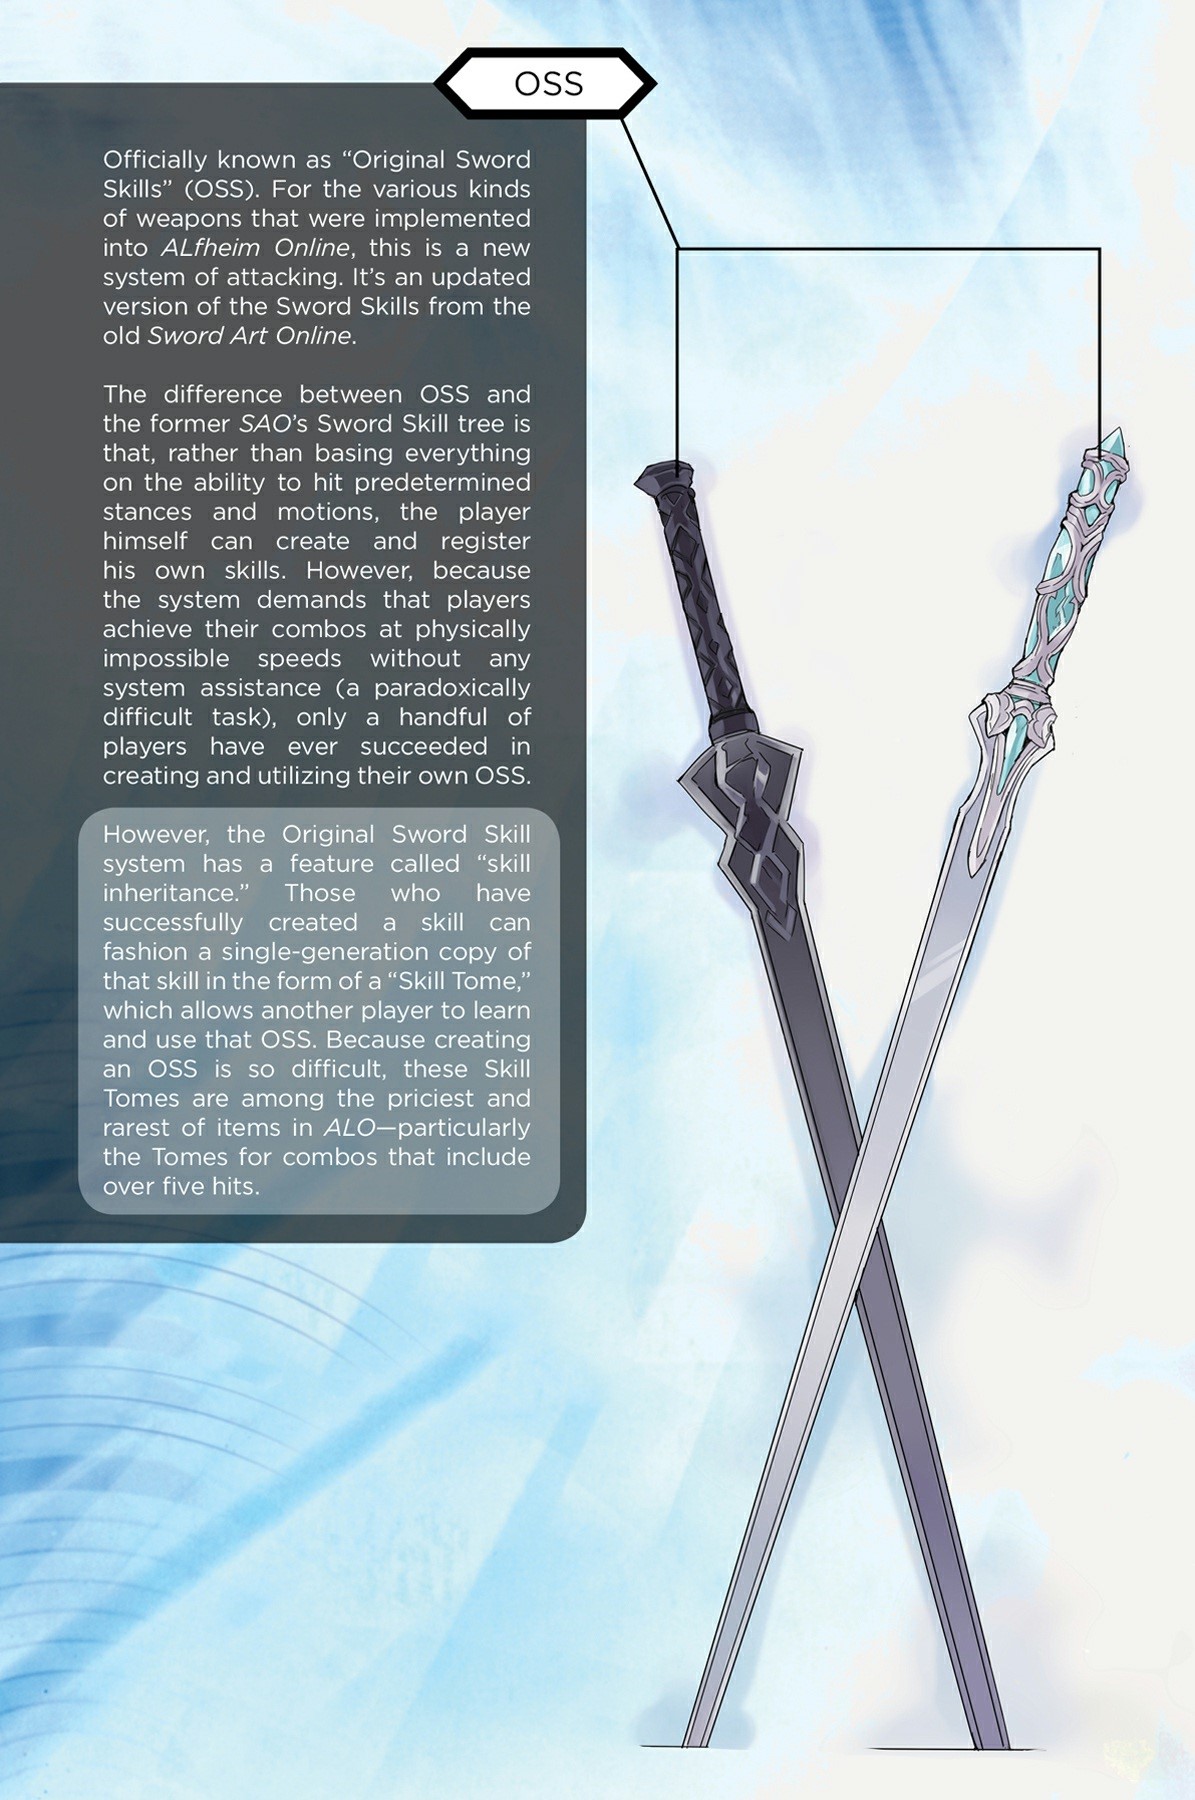 OSS
Officially known as “Original Sword
Skills” (OSS). For the various kinds
of weapons that were implemented
into ALfheim Online, this is a new
system of attacking. It’s an updated
version of the Sword Skills from the
old Sword Art Online.
The difference between OSS and
the former SAO’s Sword Skill tree is
that, rather than basing everything
on the ability to hit predetermined
stances and motions, the player
himself can create and register
his own skills. However, because
the system demands that players
achieve their combos at physically
impossible speeds without any
system assistance (a paradoxically
difficult task), only a handful of
players have ever succeeded in
creating and utilizing their own OSS.
However, the Original Sword Skill
system has a feature called “skill
inheritance.” Those who have
successfully created a skill can
fashion a single-generation copy of
that skill in the form of a “Skill Tome,”
which allows another player to learn
and use that OSS. Because creating
an OSS is so difficult, these Skill
Tomes are among the priciest and
rarest of items in ALO—particularly
the Tomes for combos that include
over five hits.